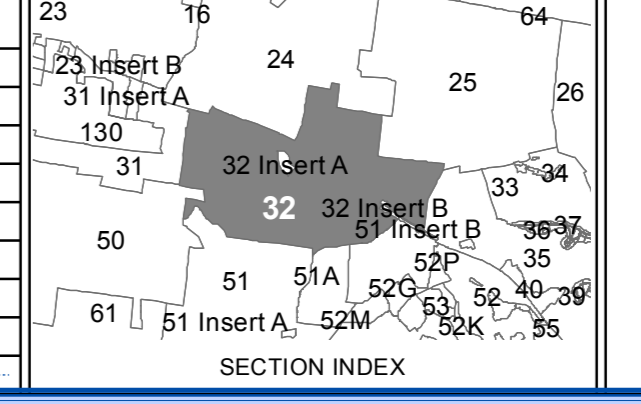 23
16
64
24
23 Insert B
25
26
31 Insert A
130
31
32 Insert A
34
33
32
32 Insert B
51 Insert B
36
37
50
52P
35
51
51A
52G
40
52
39
53
61
51 Insert A
52M
52K
55
SECTION INDEX